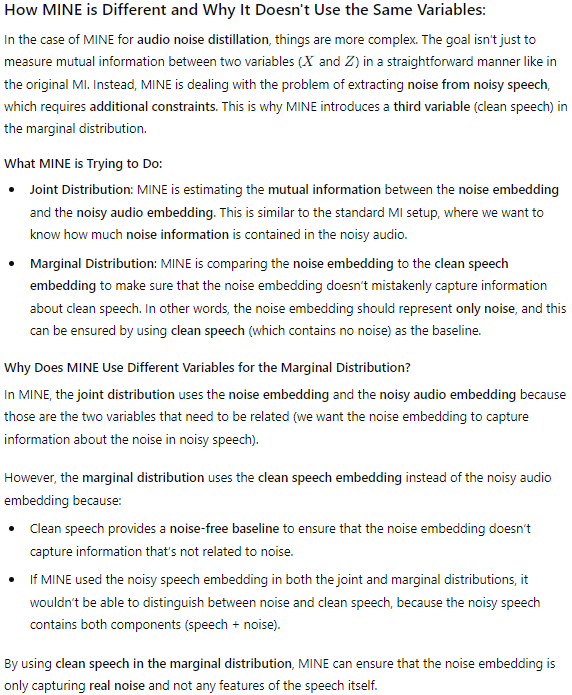 How MINE is Different and Why It Doesn't Use the Same Variables:
In the case of MINE for audio noise distillation, things are more complex. The goal isn't just to
measure mutual information between two variables (X and Z) in a straightforward manner like in
the original MI. Instead, MINE is dealing with the problem of extracting noise from noisy speech,
which requires additional constraints. This is why MINE introduces a third variable (clean speech) in
the marginal distribution.
What MINE is Trying to Do:
• Joint Distribution: MINE is estimating the mutual information between the noise embedding
and the noisy audio embedding. This is similar to the standard MI setup, where we want to
know how much noise information is contained in the noisy audio.
• Marginal Distribution: MINE is comparing the noise embedding to the clean speech
embedding to make sure that the noise embedding doesn't mistakenly capture information
about clean speech. In other words, the noise embedding should represent only noise, and this
can be ensured by using clean speech (which contains no noise) as the baseline.
Why Does MINE Use Different Variables for the Marginal Distribution?
In MINE, the joint distribution uses the noise embedding and the noisy audio embedding because
those are the two variables that need to be related (we want the noise embedding to capture
information about the noise in noisy speech).
However, the marginal distribution uses the clean speech embedding instead of the noisy audio
embedding because:
• Clean speech provides a noise-free baseline to ensure that the noise embedding doesn't
capture information that's not related to noise.
• If MINE used the noisy speech embedding in both the joint and marginal distributions, it
wouldn't be able to distinguish between noise and clean speech, because the noisy speech
contains both components (speech + noise).
By using clean speech in the marginal distribution, MINE can ensure that the noise embedding is
only capturing real noise and not any features of the speech itself.